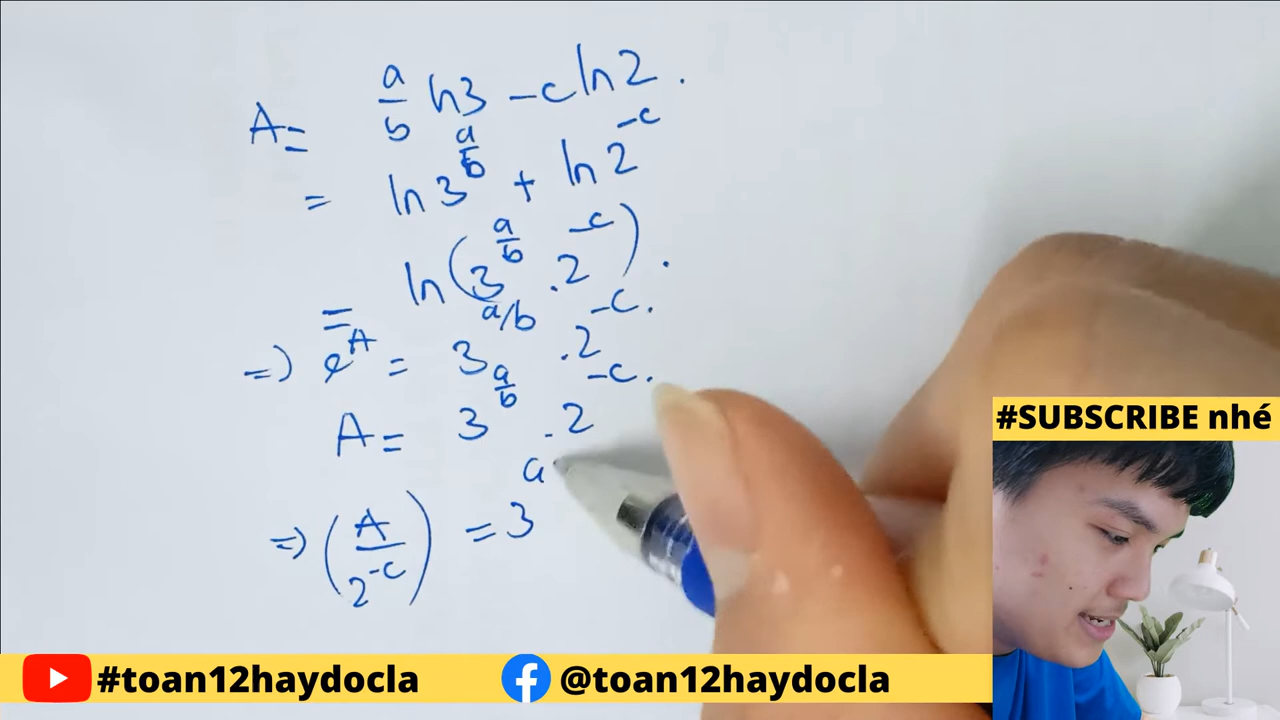 A = a/b ln3 - c ln2.
= ln3^(a/b) + ln2^(-c)
= ln(3^(a/b) . 2^(-c)).
=> e^A = 3^(a/b) . 2^(-c).
A = 3^(a/b) . 2^(-c).
=> (A/2^(-c)) = 3^a
#SUBSCRIBE nhé
#toan12haydocla
@toan12haydocla